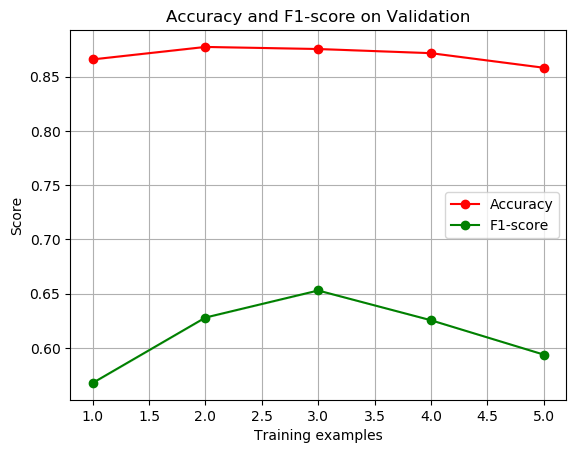 Accuracy and F1-score on Validation
Score
0.85
0.80
0.75
0.70
0.65
0.60
Accuracy
F1-score
1.0 1.5 2.0 2.5 3.0 3.5 4.0 4.5 5.0
Training examples